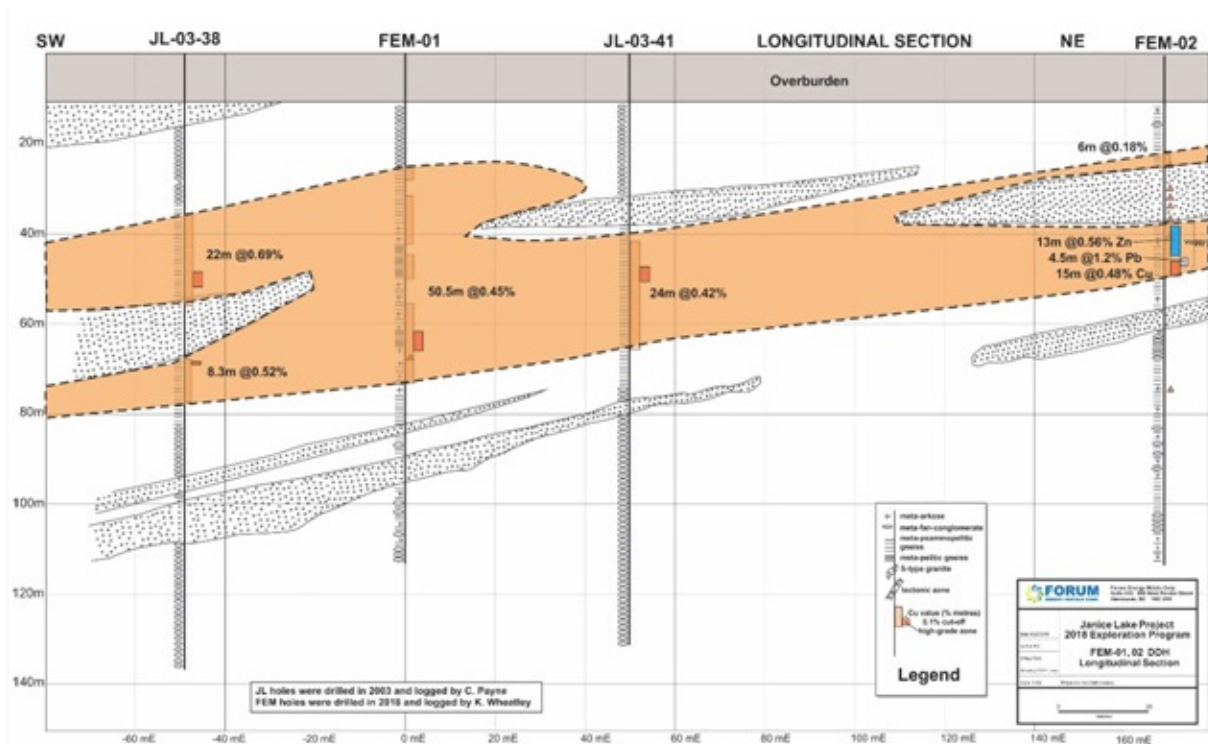 SW JL-03-38 FEM-01 JL-03-41 LONGITUDINAL SECTION NE FEM-02
Overburden
20m
6m @0.18%
40m
22m @0.69%
13m @0.56% Zn
4.5m @1.2% Pb
15m @0.48% Cu
50.5m @0.45%
24m @0.42%
60m
8.3m @0.52%
80m
100m
120m
140m
meta-arkose
meta-fan-conglomerate
meta-psammopelitic
gneiss
meta-pelitic gneiss
S-type granite
tectonic zone
Cu value (% metres)
0.1% cut-off
high-grade zone
Legend
JL holes were drilled in 2003 and logged by C. Payne
FEM holes were drilled in 2018 and logged by K. Wheatley
FORUM
Janice Lake Project
2018 Exploration Program
FEM-01, 02 DDH
Longitudinal Section
-60 mE -40 mE -20 mE 0 mE 20 mE 40 mE 60 mE 80 mE 100 mE 120 mE 140 mE 160 mE